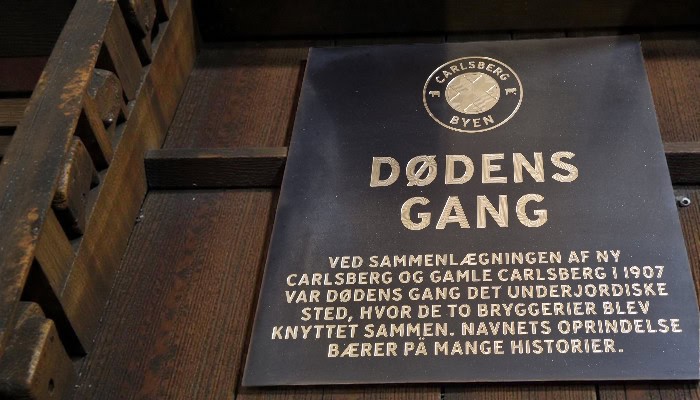 CARLSBERG
BYEN
DØDENS
GANG
VED SAMMENLÆGNINGEN AF NY
CARLSBERG OG GAMLE CARLSBERG I 1907
VAR DØDENS GANG DET UNDERJORDISKE
STED, HVOR DE TO BRYGGERIER BLEV
KNYTTET SAMMEN. NAVNETS OPRINDELSE
BÆRER PÅ MANGE HISTORIER.